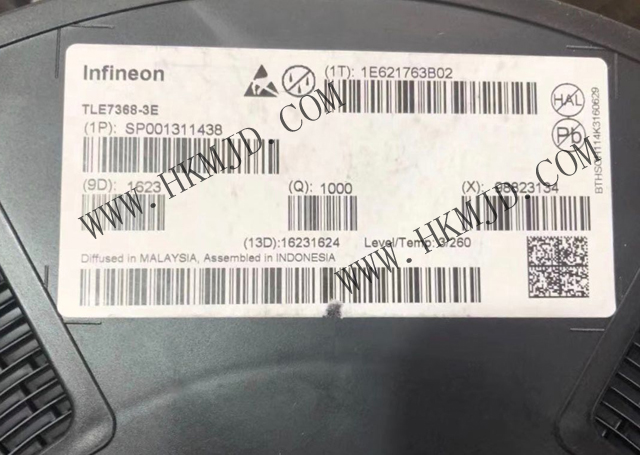 Infineon
(1T): 1E621763B02
TLE7368-3E
(1P): SP001311438
HAL
Pb
(9D): 1623
(Q): 1000
(X): 98823134
(13D):16231624 Level/Temp:3/260
Diffused in MALAYSIA, Assembled in INDONESIA
WWW.HKMJD.COM
WWW.HKMJD.COM